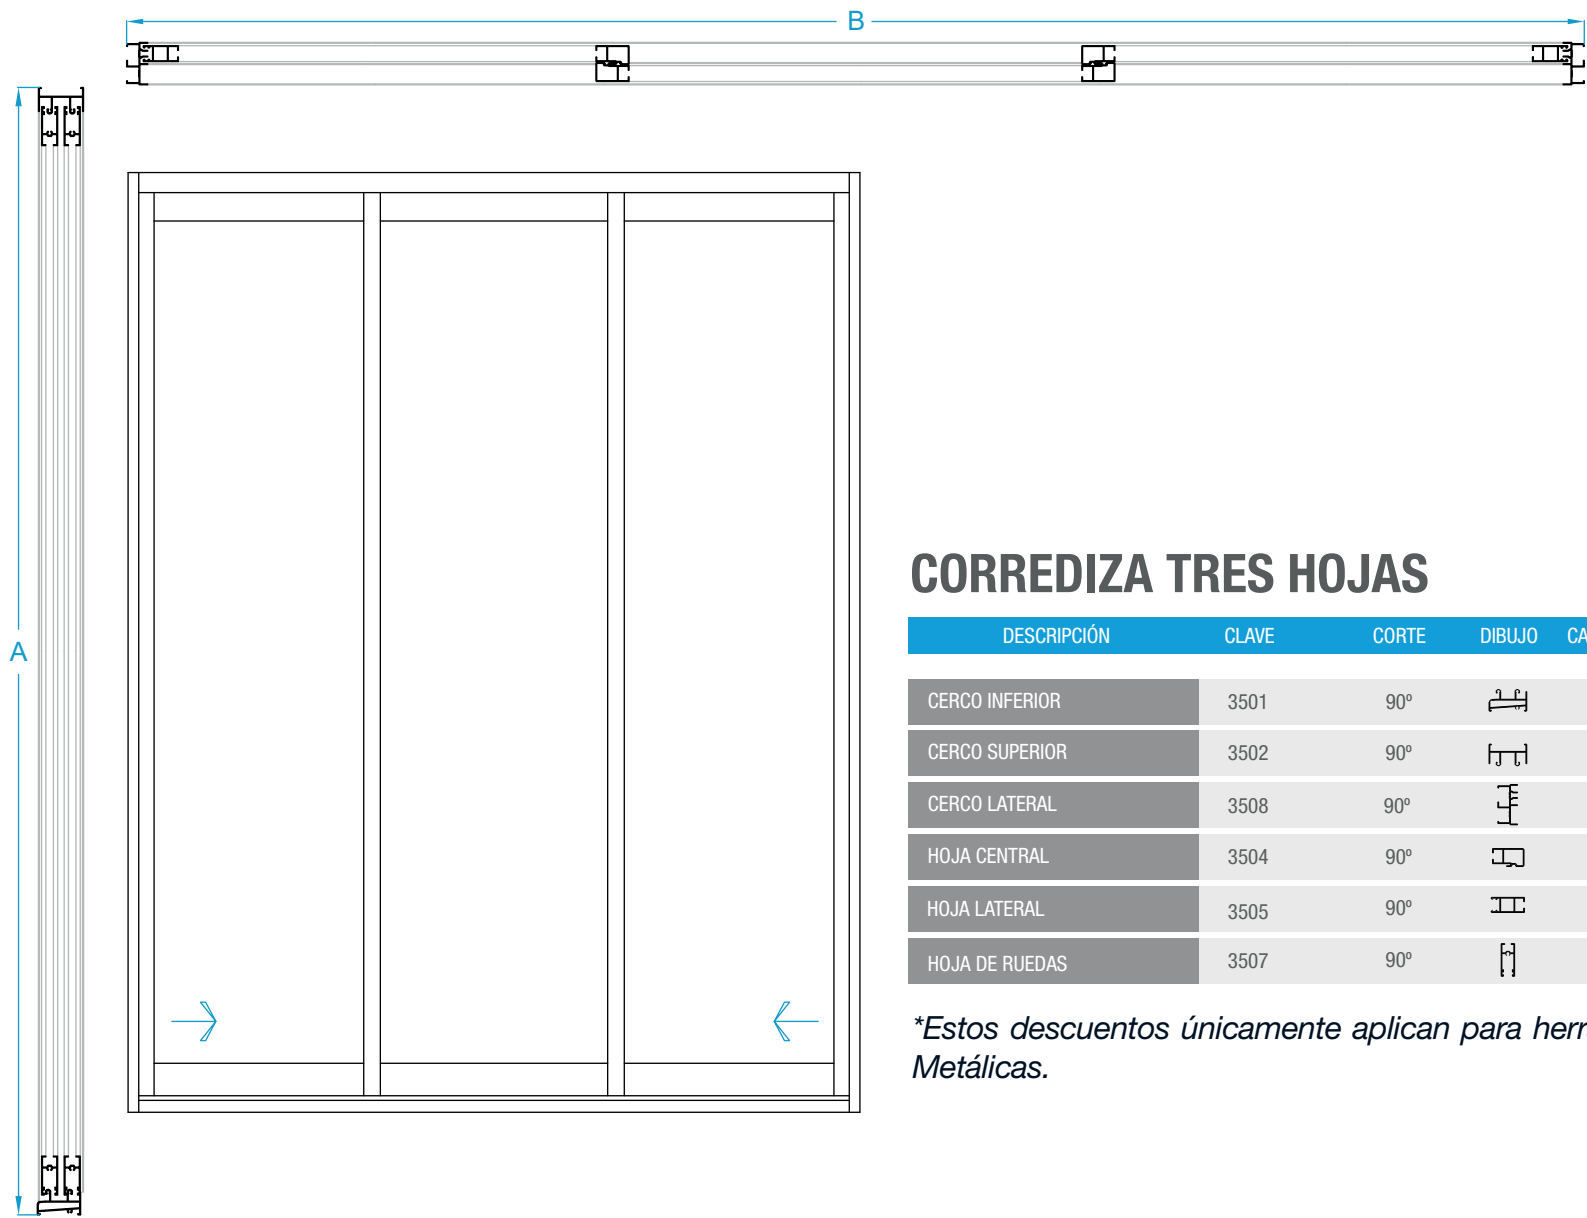 B
A
CORREDIZA TRES HOJAS
DESCRIPCIÓN CLAVE CORTE DIBUJO
CERCO INFERIOR 3501 90º
CERCO SUPERIOR 3502 90º
CERCO LATERAL 3508 90º
HOJA CENTRAL 3504 90º
HOJA LATERAL 3505 90º
HOJA DE RUEDAS 3507 90º
*Estos descuentos únicamente aplican para
Metálicas.